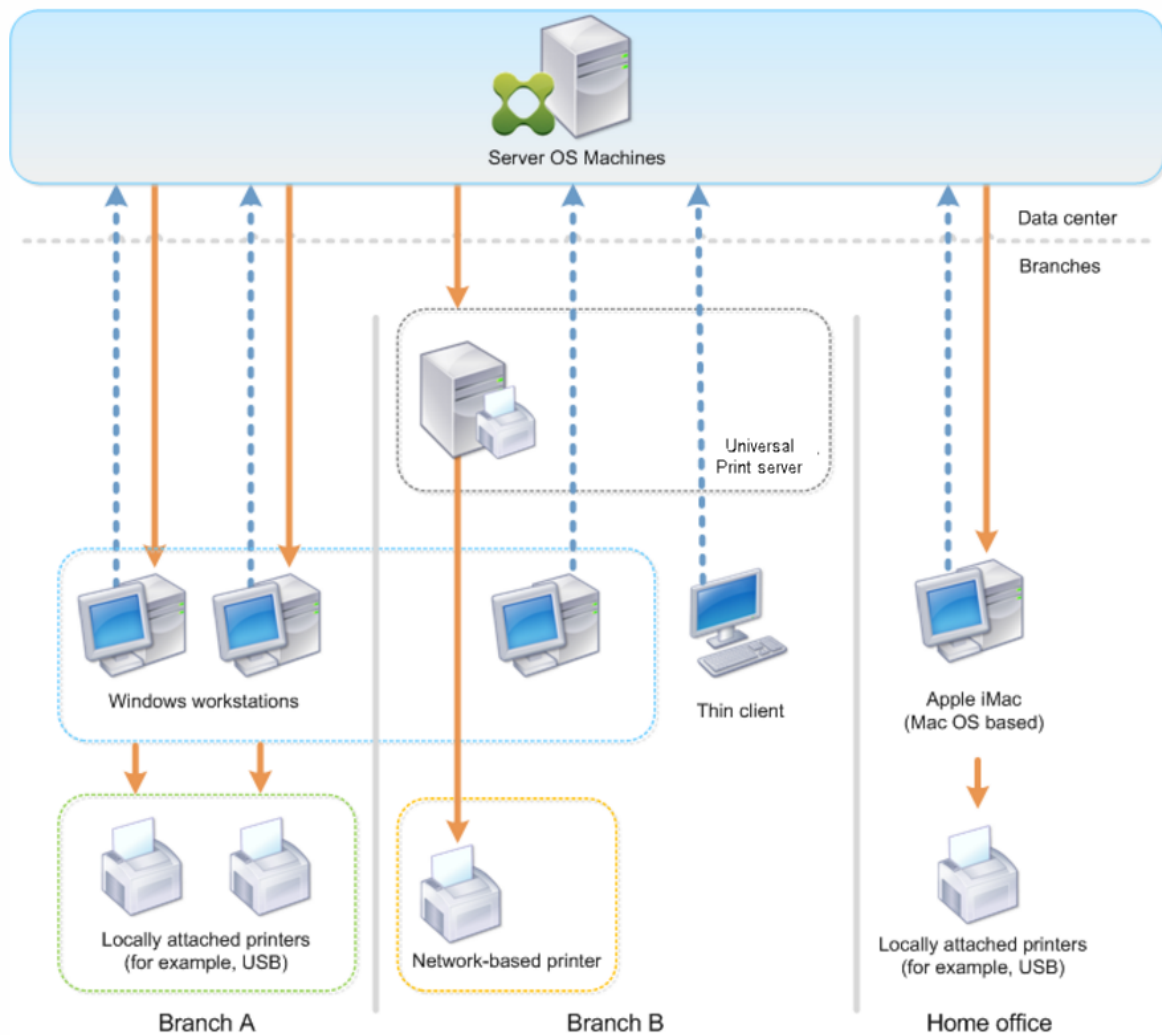 Server OS Machines
Data center
Branches
Universal
Print server
Windows workstations
Thin client
Apple iMac
(Mac OS based)
Locally attached printers
(for example, USB)
Network-based printer
Locally attached printers
(for example, USB)
Branch A
Branch B
Home office